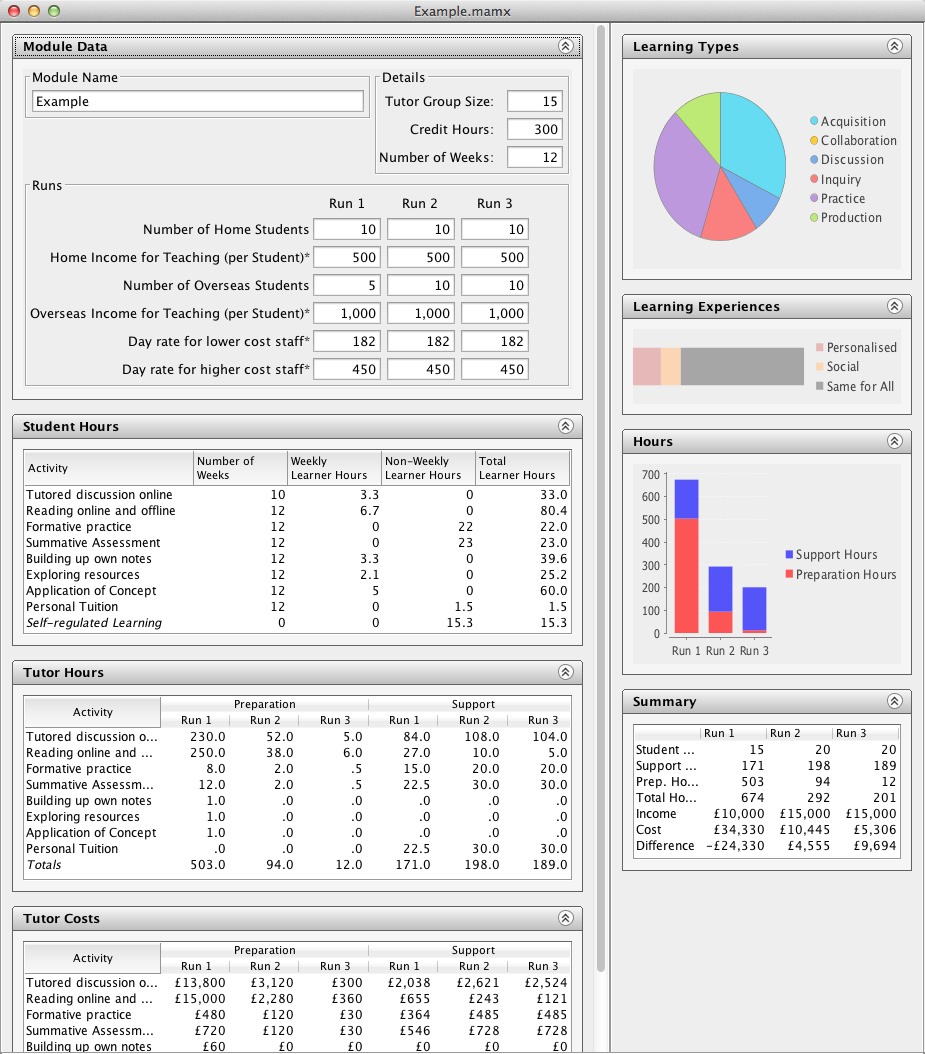 Example.mamx
Module Data
Module Name
Example
Details
Tutor Group Size: 15
Credit Hours: 300
Number of Weeks: 12
Runs
Run 1 Run 2 Run 3
Number of Home Students 10 10 10
Home Income for Teaching (per Student)* 500 500 500
Number of Overseas Students 5 10 10
Overseas Income for Teaching (per Student)* 1,000 1,000 1,000
Day rate for lower cost staff* 182 182 182
Day rate for higher cost staff* 450 450 450
Student Hours
Activity Number of Weeks Weekly Learner Hours Non-Weekly Learner Hours Total Learner Hours
Tutored discussion online 10 3.3 0 33.0
Reading online and offline 12 6.7 0 80.4
Formative practice 12 0 22 22.0
Summative Assessment 12 0 23 23.0
Building up own notes 12 3.3 0 39.6
Exploring resources 12 2.1 0 25.2
Application of Concept 12 5 0 60.0
Personal Tuition 12 0 1.5 1.5
Self-regulated Learning 0 0 15.3 15.3
Tutor Hours
Activity Preparation Support
Run 1 Run 2 Run 3 Run 1 Run 2 Run 3
Tutored discussion o... 230.0 52.0 5.0 84.0 108.0 104.0
Reading online and ... 250.0 38.0 6.0 27.0 10.0 5.0
Formative practice 8.0 2.0 .5 15.0 20.0 20.0
Summative Assessm... 12.0 2.0 .5 22.5 30.0 30.0
Building up own notes 1.0 .0 .0 .0 .0 .0
Exploring resources 1.0 .0 .0 .0 .0 .0
Application of Concept 1.0 .0 .0 .0 .0 .0
Personal Tuition .0 .0 .0 22.5 30.0 30.0
Totals 503.0 94.0 12.0 171.0 198.0 189.0
Tutor Costs
Activity Preparation Support
Run 1 Run 2 Run 3 Run 1 Run 2 Run 3
Tutored discussion o... £13,800 £3,120 £300 £2,038 £2,621 £2,524
Reading online and ... £15,000 £2,280 £360 £655 £243 £121
Formative practice £480 £120 £30 £364 £485 £485
Summative Assessm... £720 £120 £30 £546 £728 £728
Building up own notes £60 £0 £0 £0 £0 £0
Learning Types
Acquisition
Collaboration
Discussion
Inquiry
Practice
Production
Learning Experiences
Personalised
Social
Same for All
Hours
700
600
500
400
300
200
100
0
Run 1 Run 2 Run 3
Support Hours
Preparation Hours
Summary
Run 1 Run 2 Run 3
Student ... 15 20 20
Support ... 171 198 189
Prep. Ho... 503 94 12
Total Ho... 674 292 201
Income £10,000 £15,000 £15,000
Cost £34,330 £10,445 £5,306
Difference -£24,330 £4,555 £9,694